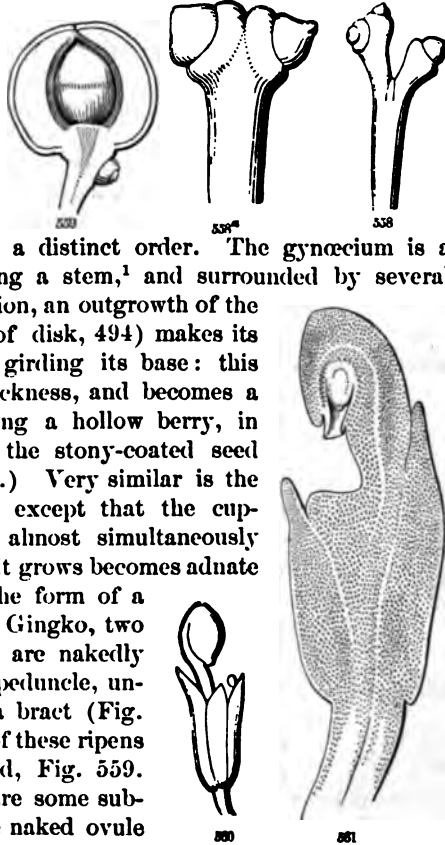 559 558ª 558
a distinct order. The gynœcium is a
ng a stem,¹ and surrounded by several
ion, an outgrowth of the
of disk, 494) makes its
girding its base: this
ckness, and becomes a
ng a hollow berry, in
the stony-coated seed
.) Very similar is the
except that the cup-
almost simultaneously
it grows becomes adnate
he form of a
Gingko, two
are nakedly
peduncle, un-
a bract (Fig.
f these ripens
d, Fig. 559.
re some sub-
naked ovule
560 561